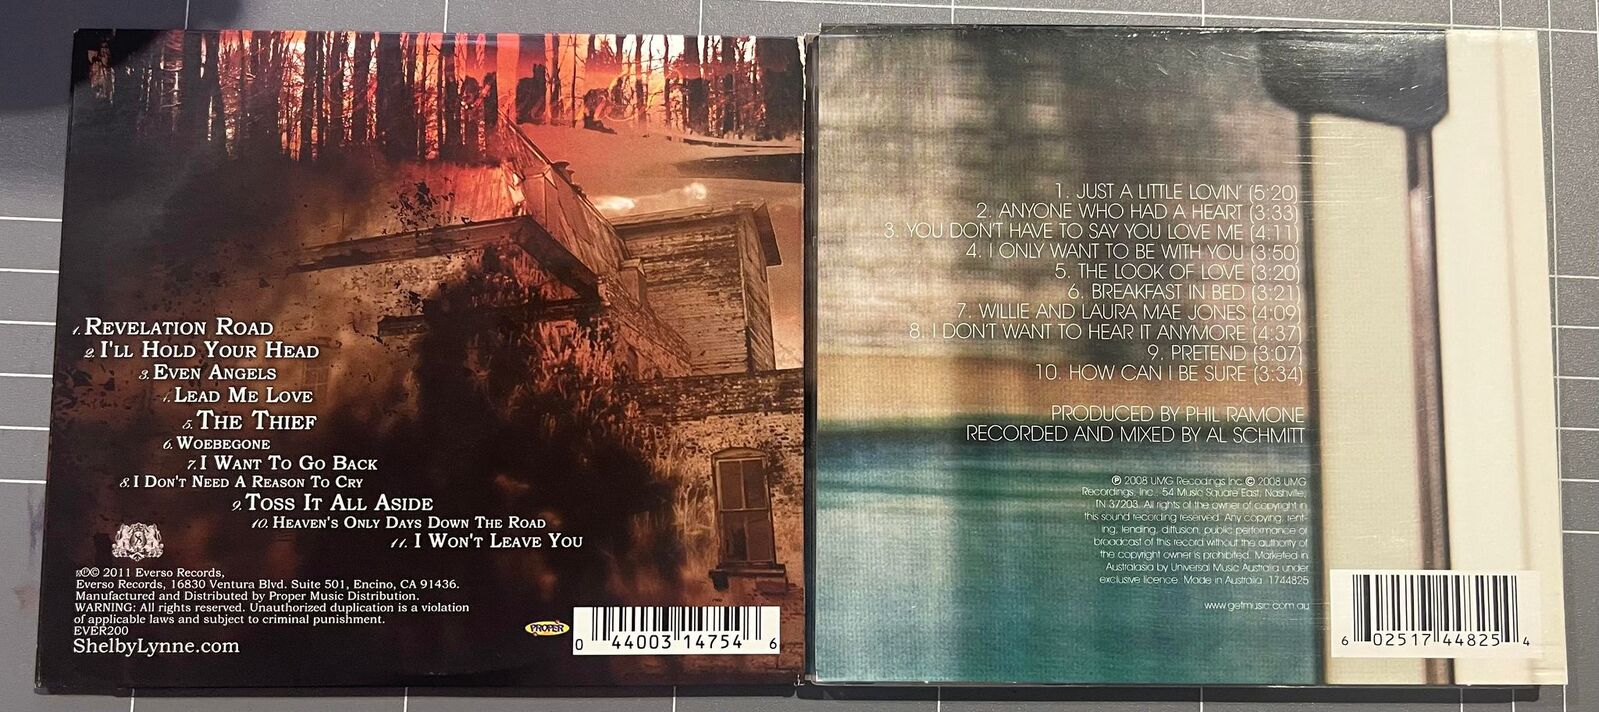 1. REVELATION ROAD
2. I'LL HOLD YOUR HEAD
3. EVEN ANGELS
4. LEAD ME LOVE
5. THE THIEF
6. WOEBEGONE
7. I WANT TO GO BACK
8. I DON'T NEED A REASON TO CRY
9. TOSS IT ALL ASIDE
10. HEAVEN'S ONLY DAYS DOWN THE ROAD
11. I WON'T LEAVE YOU
℗© 2011 Everso Records,
Everso Records, 16830 Ventura Blvd. Suite 501, Encino, CA 91436.
Manufactured and Distributed by Proper Music Distribution.
WARNING: All rights reserved. Unauthorized duplication is a violation
of applicable laws and subject to criminal punishment.
EVER200
ShelbyLynne.com
PROPER
0 44003 14754 6
1. JUST A LITTLE LOVIN' (5:20)
2. ANYONE WHO HAD A HEART (3:33)
3. YOU DON'T HAVE TO SAY YOU LOVE ME (4:11)
4. I ONLY WANT TO BE WITH YOU (3:50)
5. THE LOOK OF LOVE (3:20)
6. BREAKFAST IN BED (3:21)
7. WILLIE AND LAURA MAE JONES (4:09)
8. I DON'T WANT TO HEAR IT ANYMORE (4:37)
9. PRETEND (3:07)
10. HOW CAN I BE SURE (3:34)
PRODUCED BY PHIL RAMONE
RECORDED AND MIXED BY AL SCHMITT
℗ 2008 UMG Recodings Inc. © 2008 UMG
Recordings, Inc., 54 Music Square East, Nashville,
TN 37203. All rights of the owner of copyright in
this sound recording reserved. Any copying, rent-
ing, lending, diffusion, public performance or
broadcast of this record without the authority of
the copyright owner is prohibited. Marketed in
Australasia by Universal Music Australia under
exclusive licence. Made in Australia 1744825
www.getmusic.com.au
6 02517 44825 4